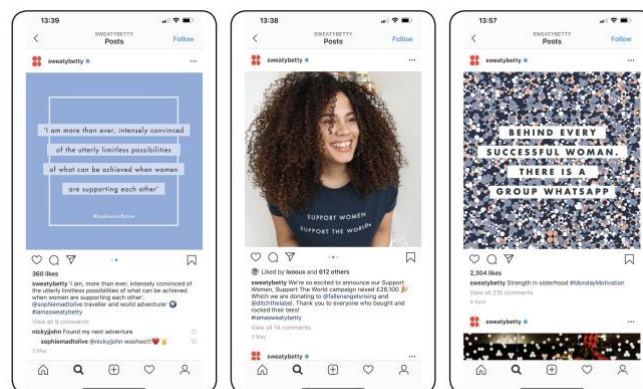 13:39
SWEATYBETTY
Posts
Follow
sweatybetty
'I am more than ever, intensely convinced
of the utterly limitless possibilities
of what can be achieved when women
are supporting each other'
#sophiemadtolive
360 likes
sweatybetty 'I am more than, ever, intensely convinced
of the utterly limitless possibilities of what can be achieved
when women are supporting each other'.
@sophiemadtolive traveller and world adventurer
#iamasweatybetty
View all 9 comments
nickyjjohn Found my next adventure
sophiemadtolive @nickyjjohn
3 May
13:38
SWEATYBETTY
Posts
Follow
sweatybetty
SUPPORT WOMEN
SUPPORT THE WORLD
Liked by loooux and 612 others
sweatybetty We're so excited to announce our Support
Women, Support The World campaign raised £28,100 🎉
Which we are donating to @fallenangelsrising and
@ditchthelabel. Thank you to everyone who bought and
rocked their tees!
#iamasweatybetty
View all 14 comments
3 May
sweatybetty
13:57
SWEATYBETTY
Posts
Follow
sweatybetty
BEHIND EVERY
SUCCESSFUL WOMAN.
THERE IS A
GROUP WHATSAPP
2,304 likes
sweatybetty Strength in sisterhood #MondayMotivation
View all 216 comments
sweatybetty